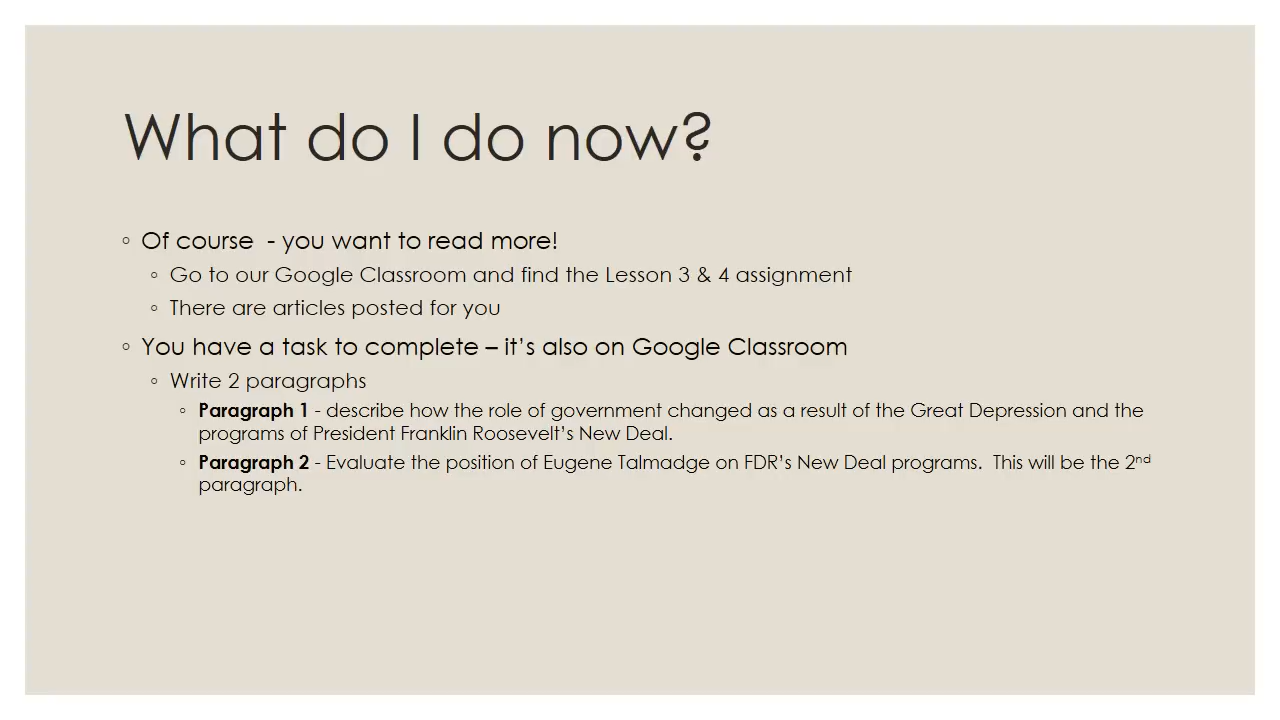 What do I do now?
◦ Of course  - you want to read more!
◦ Go to our Google Classroom and find the Lesson 3 & 4 assignment
◦ There are articles posted for you
◦ You have a task to complete – it’s also on Google Classroom
◦ Write 2 paragraphs
◦ Paragraph 1 - describe how the role of government changed as a result of the Great Depression and the
programs of President Franklin Roosevelt’s New Deal.
◦ Paragraph 2 - Evaluate the position of Eugene Talmadge on FDR’s New Deal programs.  This will be the 2nd
paragraph.